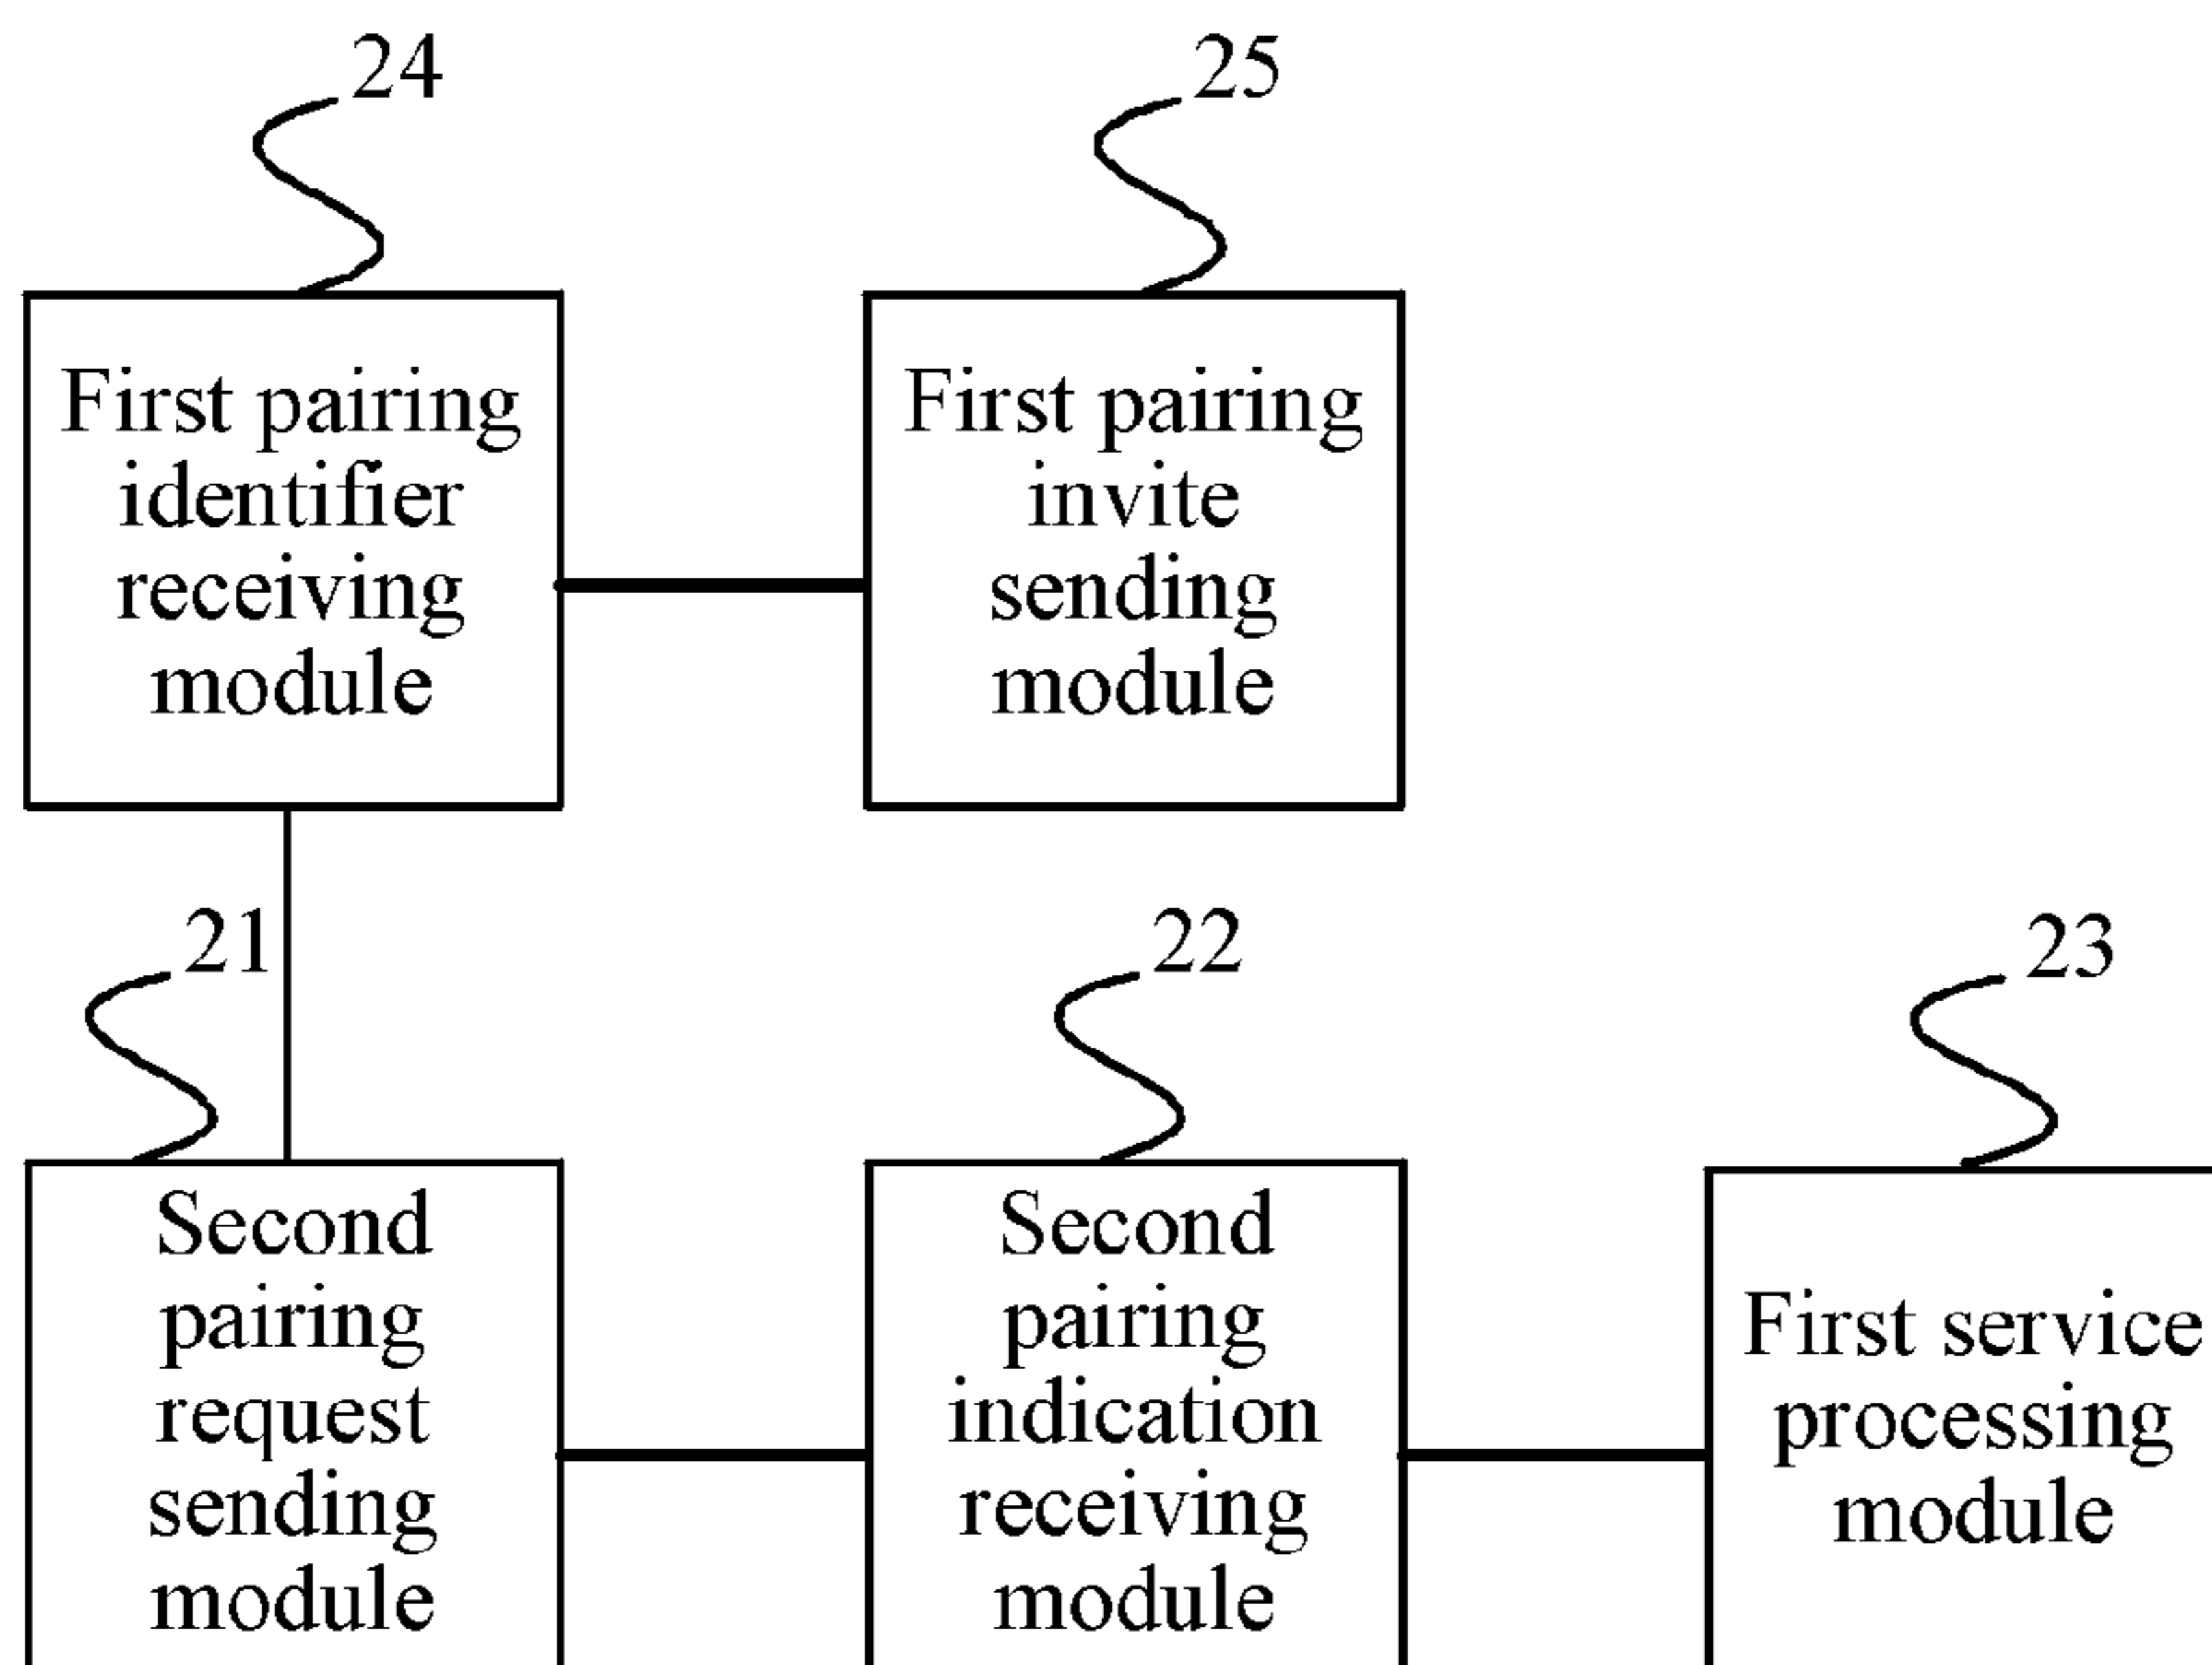 24
25
First pairing
identifier
receiving
module
First pairing
invite
sending
module
21
22
23
Second
pairing
request
sending
module
Second
pairing
indication
receiving
module
First service
processing
module